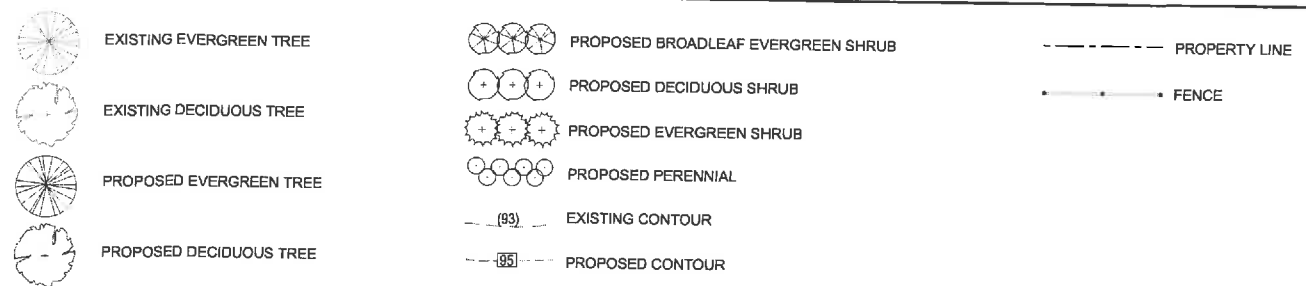 EXISTING EVERGREEN TREE
EXISTING DECIDUOUS TREE
PROPOSED EVERGREEN TREE
PROPOSED DECIDUOUS TREE
PROPOSED BROADLEAF EVERGREEN SHRUB
PROPOSED DECIDUOUS SHRUB
PROPOSED EVERGREEN SHRUB
PROPOSED PERENNIAL
(93) EXISTING CONTOUR
95 PROPOSED CONTOUR
PROPERTY LINE
FENCE